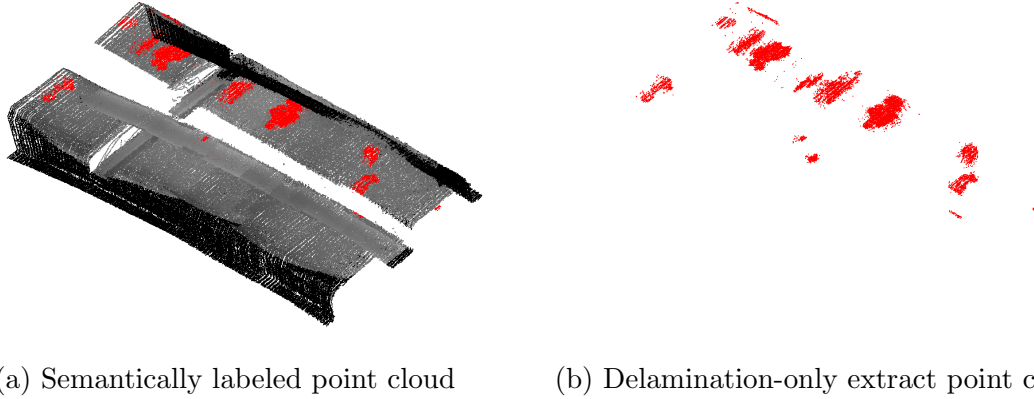 a) Semantically labeled point cloud
(b) Delamination-only extract point c